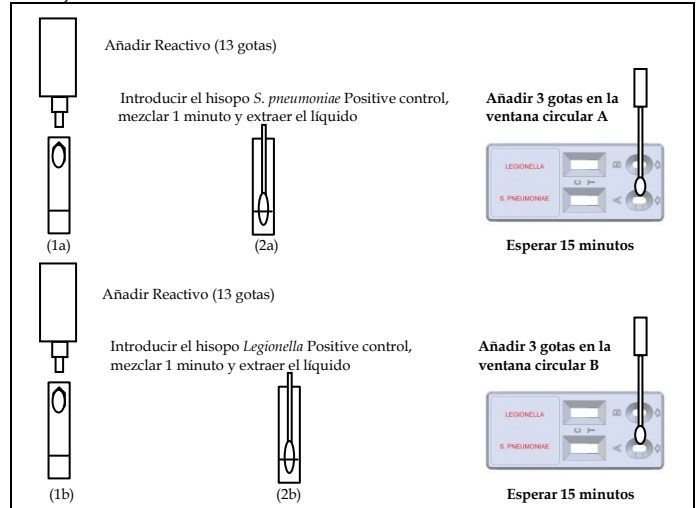 Añadir Reactivo (13 gotas)
Introducir el hisopo S. pneumoniae Positive control,
mezclar 1 minuto y extraer el líquido
Añadir 3 gotas en la
ventana circular A
LEGIONELLA
B
C T
S. PNEUMONIAE
A
(1a)
(2a)
Esperar 15 minutos
Añadir Reactivo (13 gotas)
Introducir el hisopo Legionella Positive control,
mezclar 1 minuto y extraer el líquido
Añadir 3 gotas en la
ventana circular B
LEGIONELLA
B
C T
S. PNEUMONIAE
A
(1b)
(2b)
Esperar 15 minutos